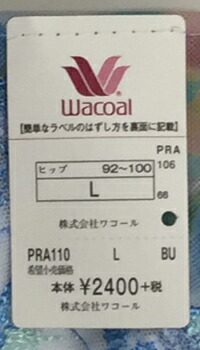 Wacoal
【簡単なラベルのはずし方を裏面に記載】
PRA
ヒップ 92~100
106
L
66
株式会社ワコール
PRA110 L BU
希望小売価格
本体 ¥2400+税
株式会社ワコール